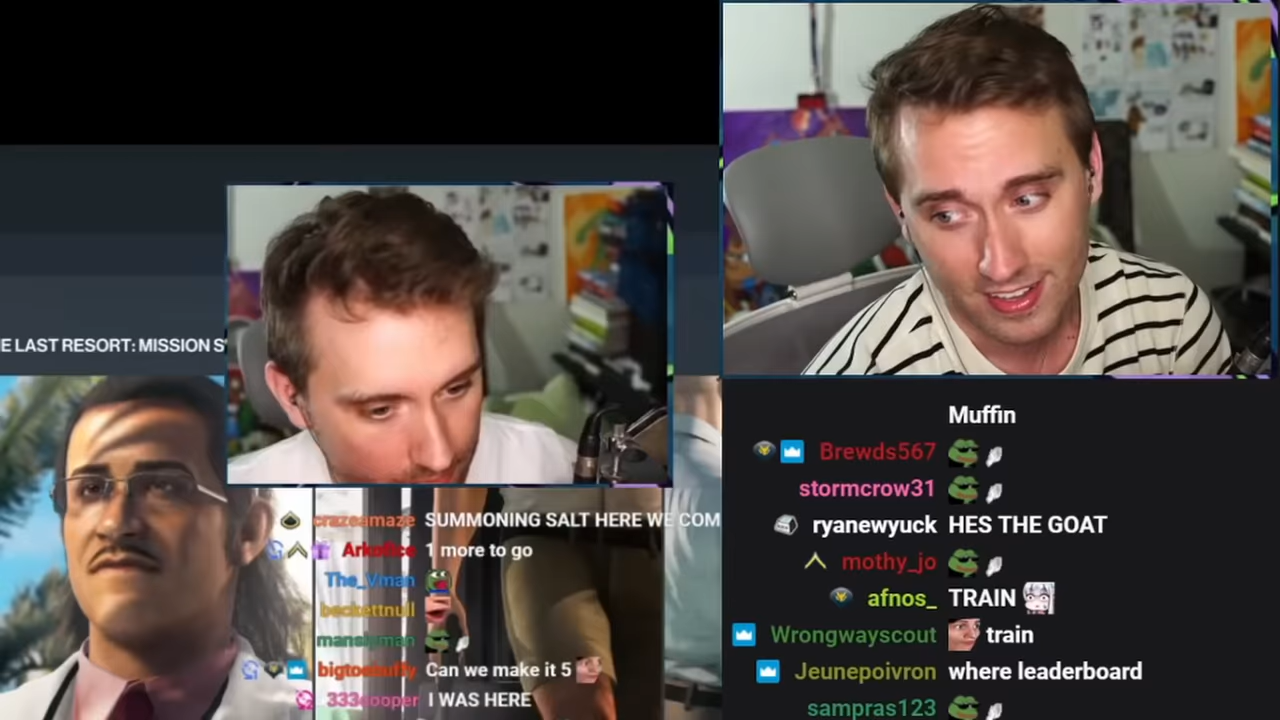 E LAST RESORT: MISSION S
crazeamaze SUMMONING SALT HERE WE COM
Arkofice 1 more to go
The_Vman
beckettnull
bigtoebuffy Can we make it 5
333cooper I WAS HERE
Muffin
Brewds567
stormcrow31
ryanewyuck HES THE GOAT
mothy_jo
afnos_ TRAIN
Wrongwayscout train
Jeunepoivron where leaderboard
sampras123